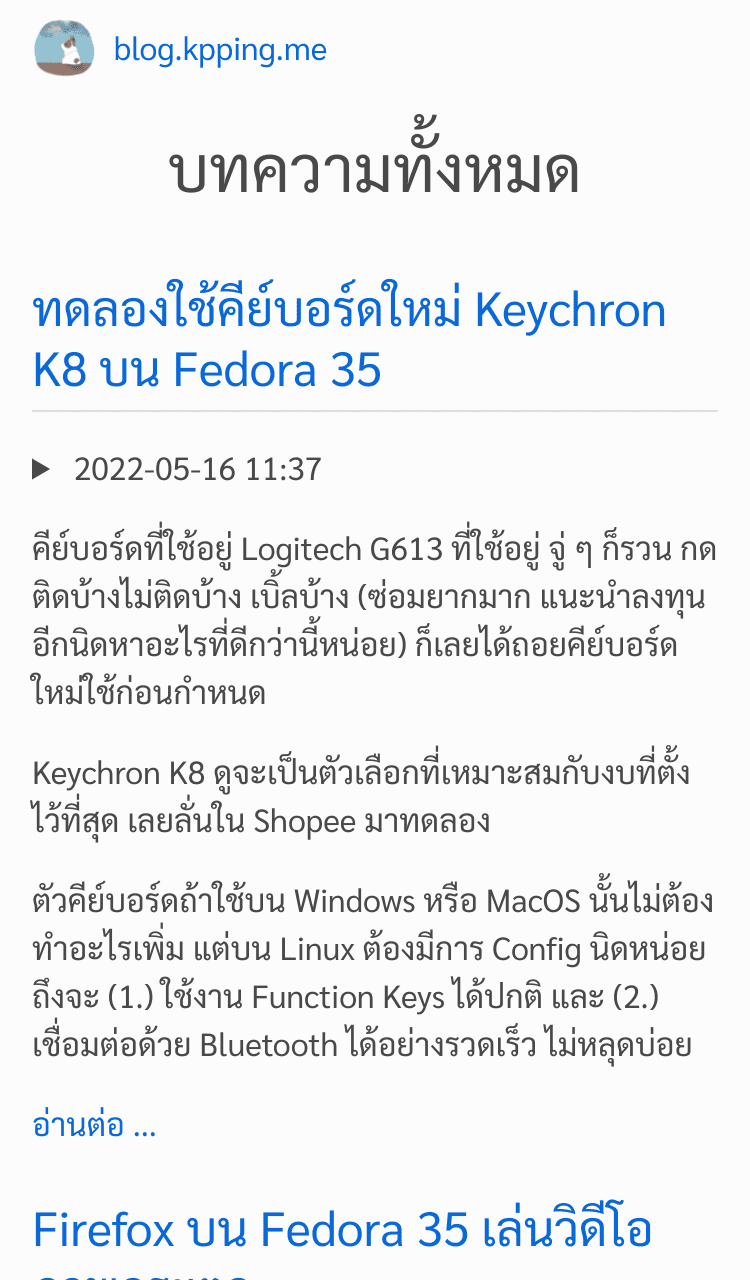 blog.kpping.me
บทความทั้งหมด
ทดลองใช้คีย์บอร์ดใหม่ Keychron
K8 บน Fedora 35
2022-05-16 11:37
คีย์บอร์ดที่ใช้อยู่ Logitech G613 ที่ใช้อยู่ จู่ ๆ ก็รวน กด
ติดบ้างไม่ติดบ้าง เบิ้ลบ้าง (ซ่อมยากมาก แนะนำลงทุน
อีกนิดหาอะไรที่ดีกว่านี้หน่อย) ก็เลยได้ถอยคีย์บอร์ด
ใหม่ใช้ก่อนกำหนด
Keychron K8 ดูจะเป็นตัวเลือกที่เหมาะสมกับงบที่ตั้ง
ไว้ที่สุด เลยลั่นใน Shopee มาทดลอง
ตัวคีย์บอร์ดถ้าใช้บน Windows หรือ MacOS นั้นไม่ต้อง
ทำอะไรเพิ่ม แต่บน Linux ต้องมีการ Config นิดหน่อย
ถึงจะ (1.) ใช้งาน Function Keys ได้ปกติ และ (2.)
เชื่อมต่อด้วย Bluetooth ได้อย่างรวดเร็ว ไม่หลุดบ่อย
อ่านต่อ ...
Firefox บน Fedora 35 เล่นวิดีโอ